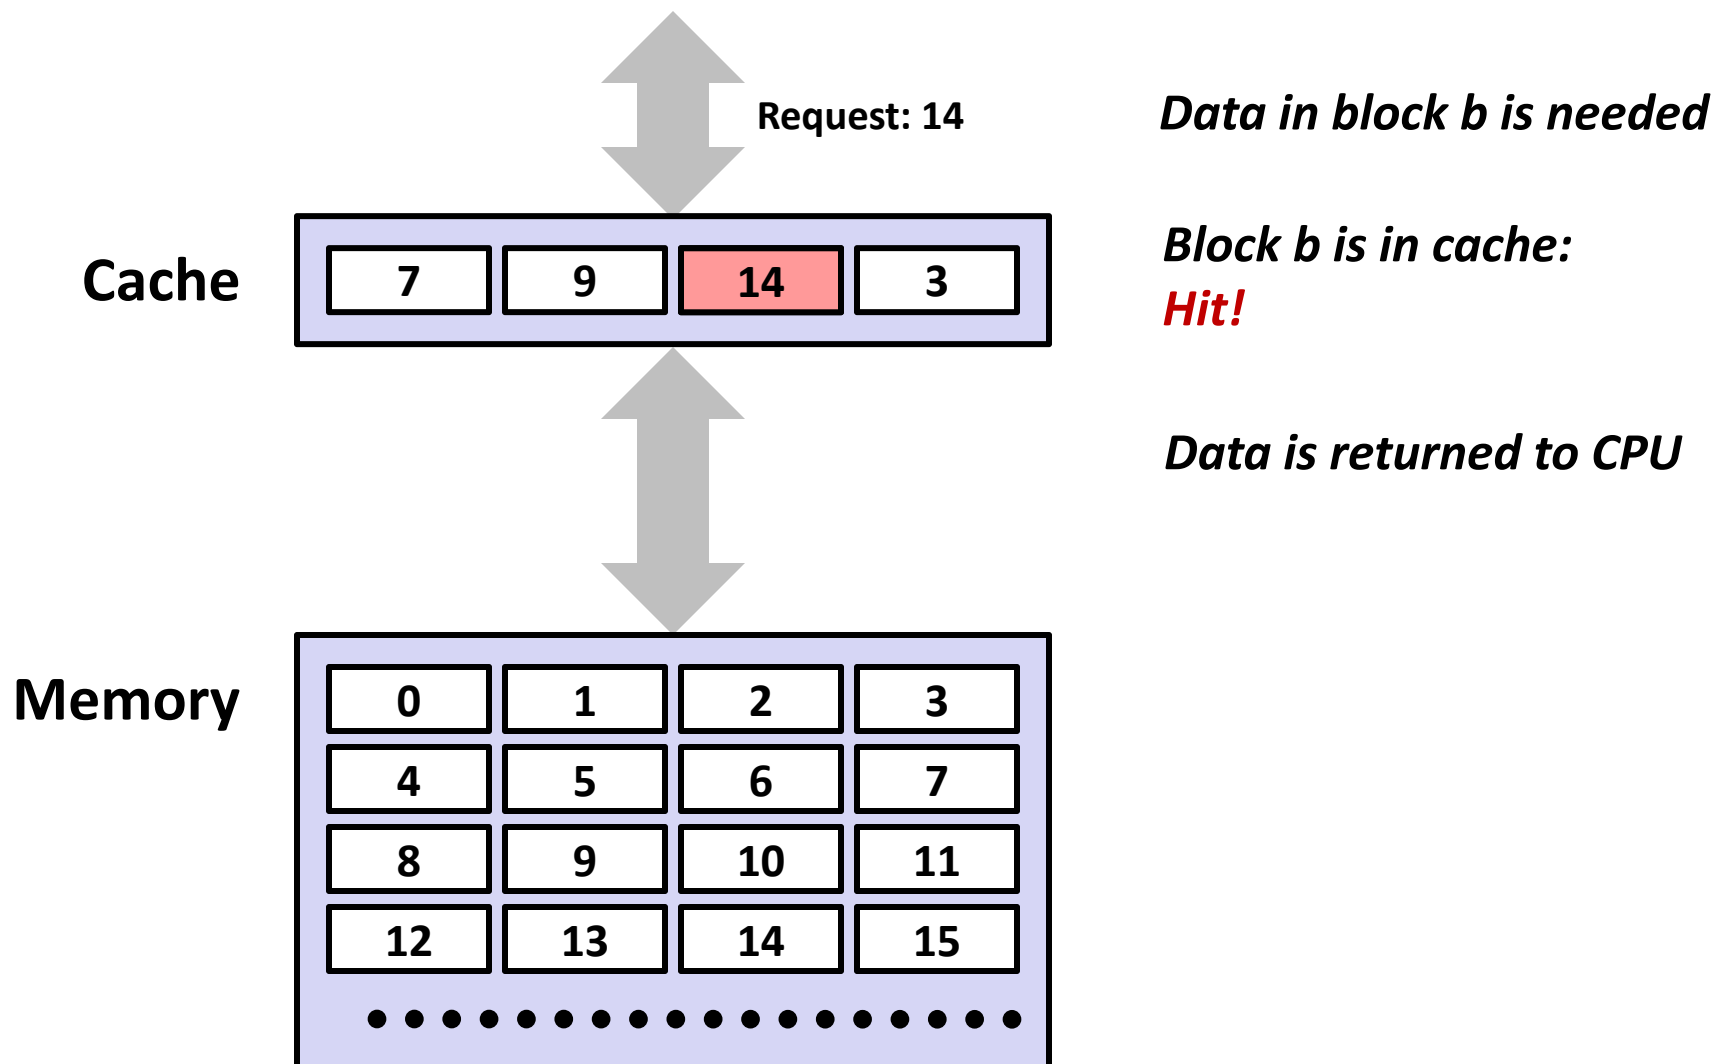 Request: 14
Data in block b is needed
Cache
7 9 14 3
Block b is in cache:
Hit!
Data is returned to CPU
Memory
0 1 2 3
4 5 6 7
8 9 10 11
12 13 14 15